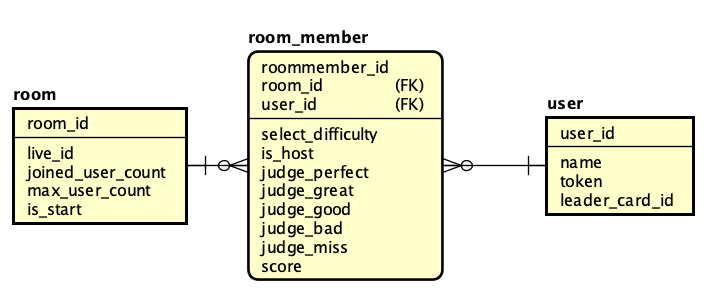 room
room_id
live_id
joined_user_count
max_user_count
is_start
room_member
roommember_id
room_id (FK)
user_id (FK)
select_difficulty
is_host
judge_perfect
judge_great
judge_good
judge_bad
judge_miss
score
user
user_id
name
token
leader_card_id